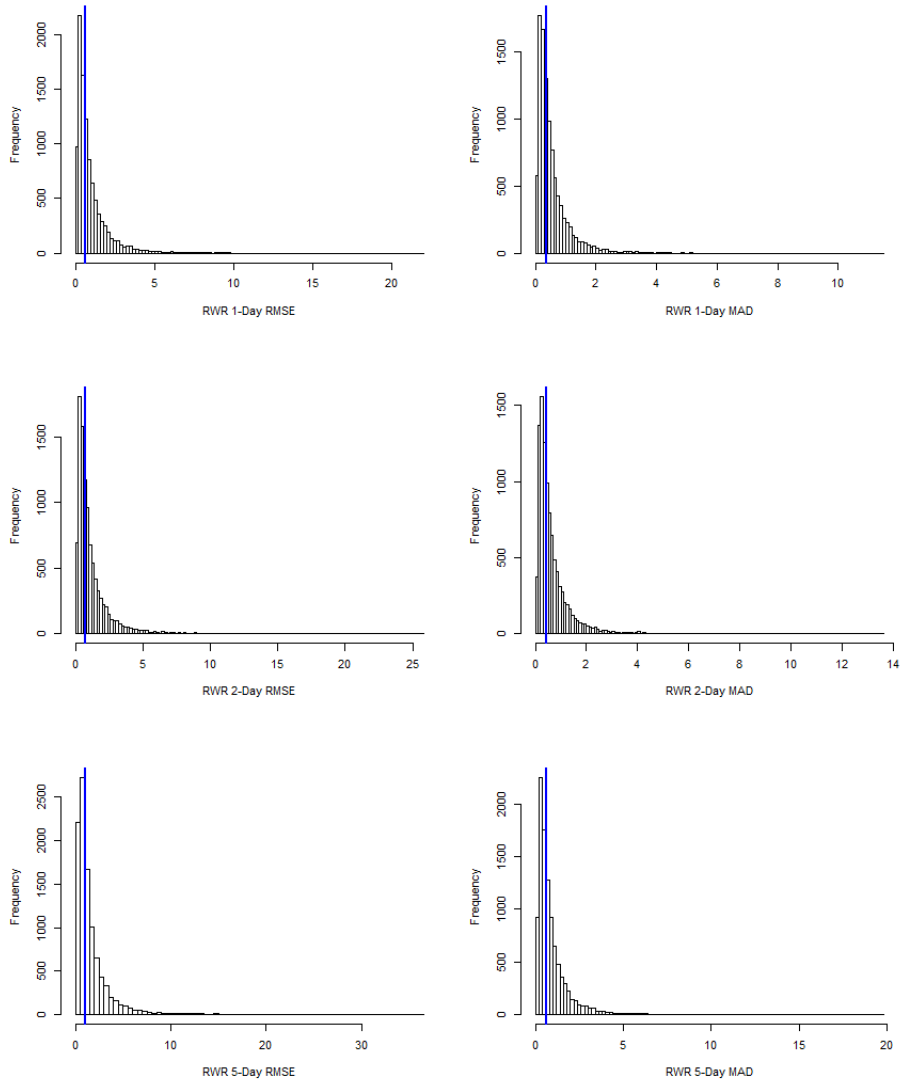 Frequency
2000
1500
1000
500
0
0 5 10 15 20
RWR 1-Day RMSE
Frequency
1500
1000
500
0
0 2 4 6 8 10
RWR 1-Day MAD
Frequency
1500
1000
500
0
0 5 10 15 20 25
RWR 2-Day RMSE
Frequency
1500
1000
500
0
0 2 4 6 8 10 12 14
RWR 2-Day MAD
Frequency
2500
2000
1500
1000
500
0
0 10 20 30
RWR 5-Day RMSE
Frequency
2000
1500
1000
500
0
0 5 10 15 20
RWR 5-Day MAD